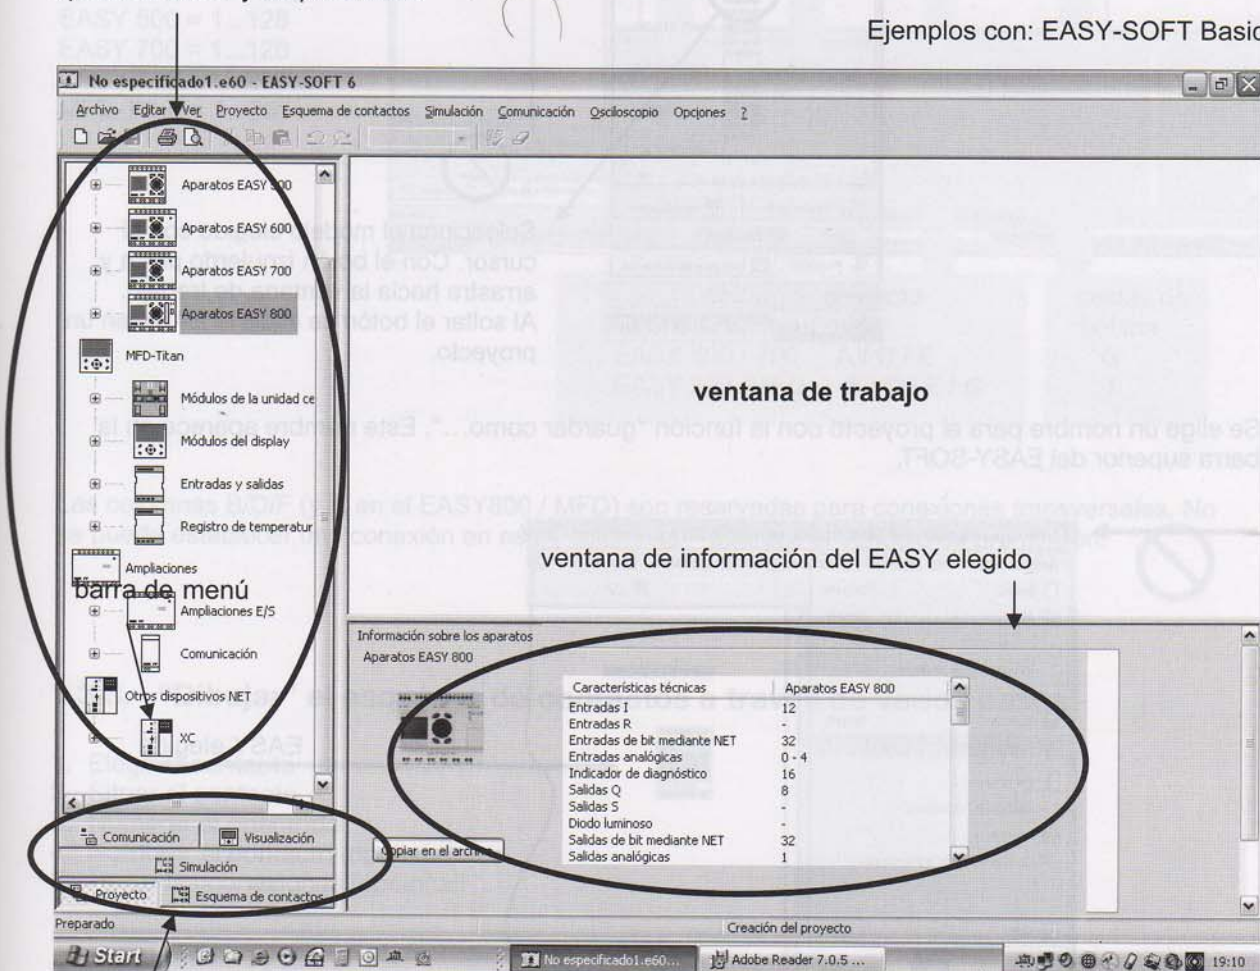 Ejemplos con: EASY-SOFT Basic
No especificado1.e60 - EASY-SOFT 6
Archivo Editar Ver Proyecto Esquema de contactos Simulación Comunicación Osciloscopio Opciones ?
Aparatos EASY 500
Aparatos EASY 600
Aparatos EASY 700
Aparatos EASY 800
MFD-Titan
Módulos de la unidad ce
Módulos del display
Entradas y salidas
Registro de temperatur
Ampliaciones
barra de menú
Ampliaciones E/S
Comunicación
Otros dispositivos NET
XC
ventana de trabajo
ventana de información del EASY elegido
Información sobre los aparatos
Aparatos EASY 800
Características técnicas Aparatos EASY 800
Entradas I 12
Entradas R -
Entradas de bit mediante NET 32
Entradas analógicas 0 - 4
Indicador de diagnóstico 16
Salidas Q 8
Salidas S -
Diodo luminoso -
Salidas de bit mediante NET 32
Salidas analógicas 1
Copiar en el archivo
Comunicación Visualización
Simulación
Proyecto Esquema de contactos
Preparado Creación del proyecto
Start No especificado1.e60... Adobe Reader 7.0.5 ... 19:10